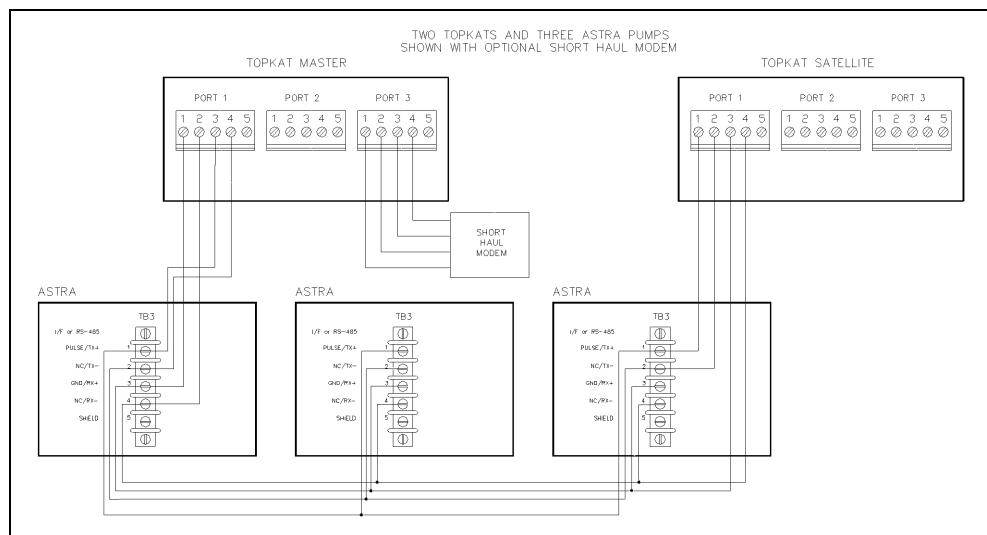 TWO TOPKATS AND THREE ASTRA PUMPS
SHOWN WITH OPTIONAL SHORT HAUL MODEM
TOPKAT MASTER
PORT 1
1 2 3 4 5
PORT 2
1 2 3 4 5
PORT 3
1 2 3 4 5
TOPKAT SATELLITE
PORT 1
1 2 3 4 5
PORT 2
1 2 3 4 5
PORT 3
1 2 3 4 5
SHORT
HAUL
MODEM
ASTRA
TB3
I/F or RS-485
PULSE/TX+ 1
NC/TX- 2
GND/RX+ 3
NC/RX- 4
SHIELD 5
ASTRA
TB3
I/F or RS-485
PULSE/TX+ 1
NC/TX- 2
GND/RX+ 3
NC/RX- 4
SHIELD 5
ASTRA
TB3
I/F or RS-485
PULSE/TX+ 1
NC/TX- 2
GND/RX+ 3
NC/RX- 4
SHIELD 5